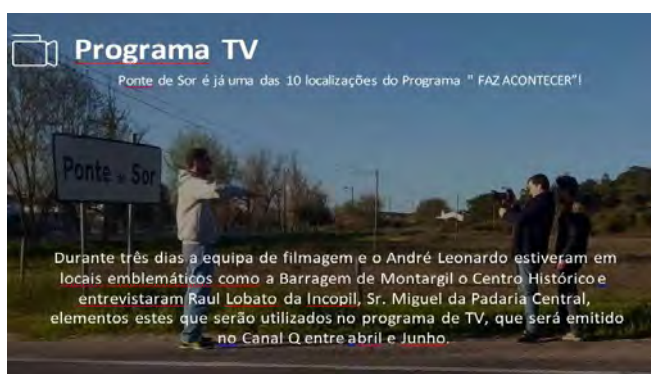 Programa TV
Ponte de Sor é já uma das 10 localizações do Programa " FAZ ACONTECER"!
Ponte de Sor
Durante três dias a equipa de filmagem e o André Leonardo estiveram em
locais emblemáticos como a Barragem de Montargil o Centro Histórico e
entrevistaram Raul Lobato da Incopil, Sr. Miguel da Padaria Central,
elementos estes que serão utilizados no programa de TV, que será emitido
no Canal Q entre abril e Junho.